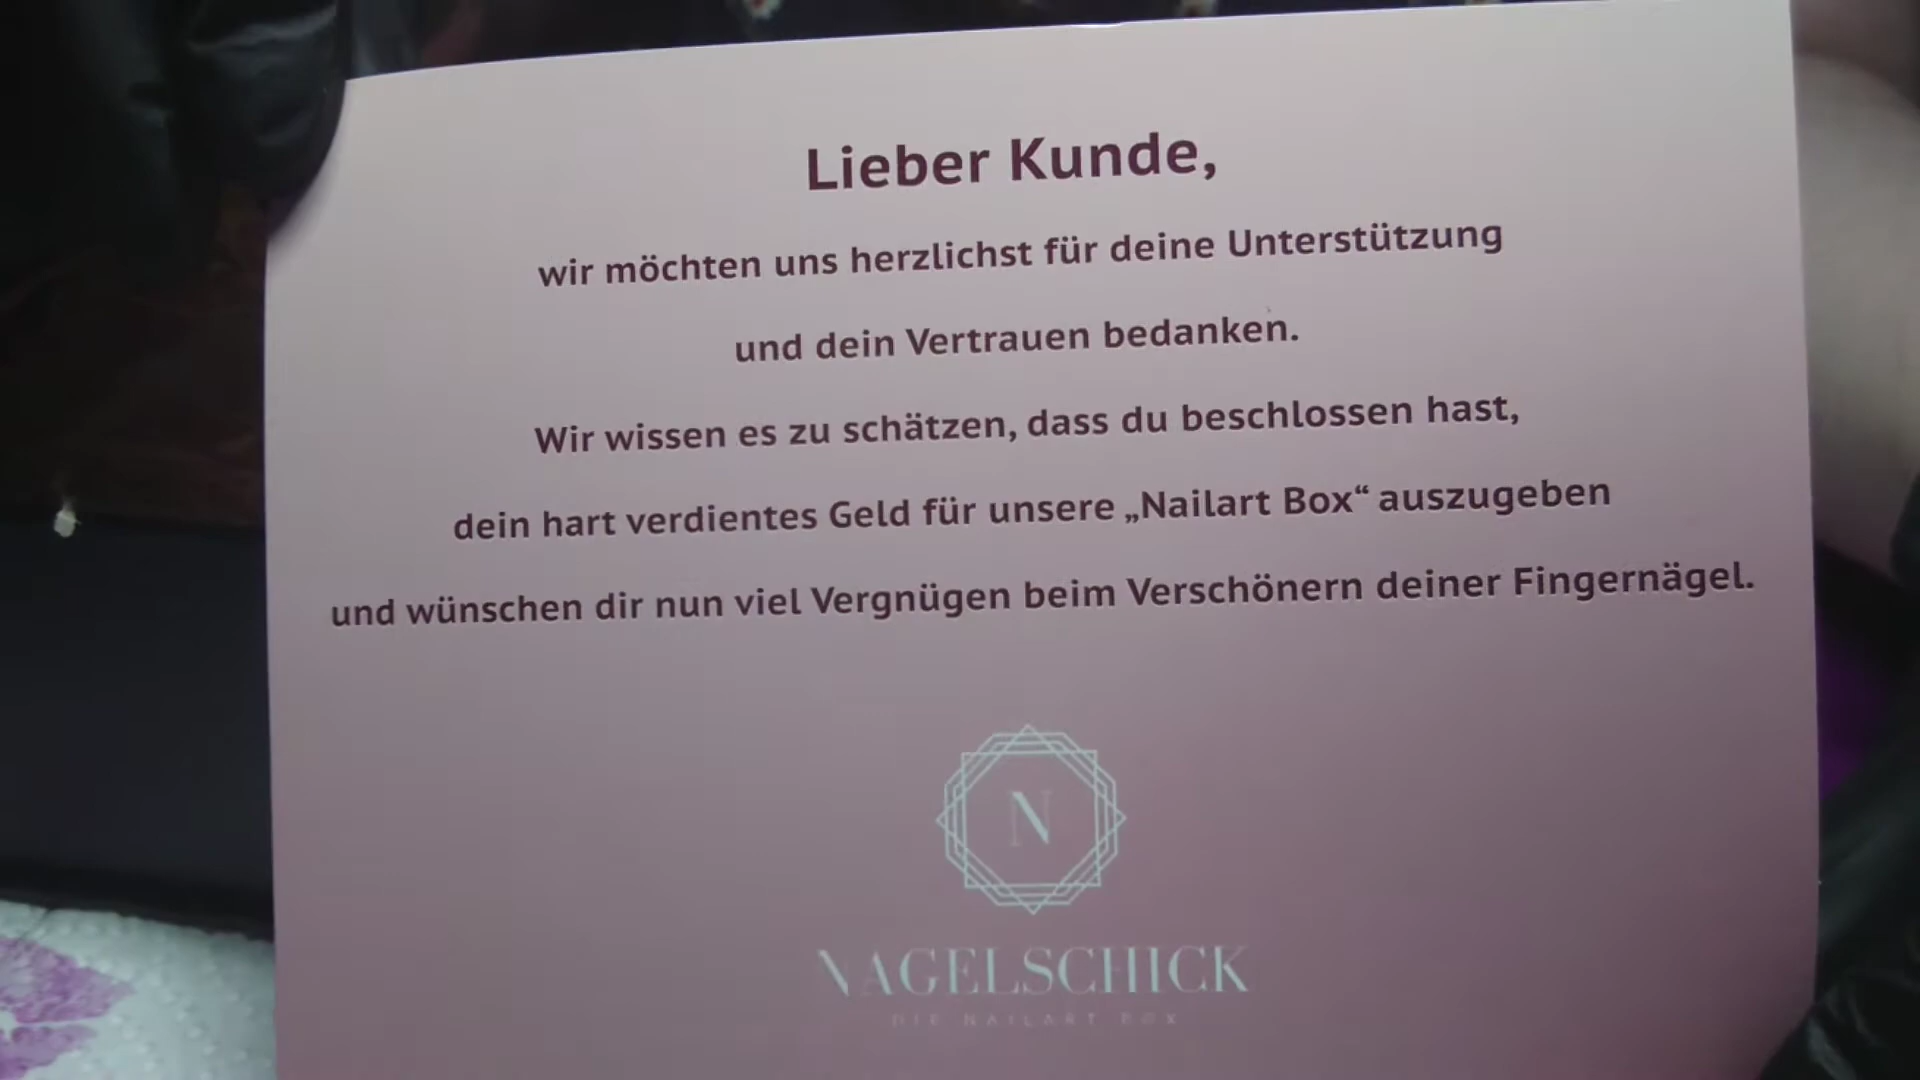 Lieber Kunde,
wir möchten uns herzlichst für deine Unterstützung
und dein Vertrauen bedanken.
Wir wissen es zu schätzen, dass du beschlossen hast,
dein hart verdientes Geld für unsere „Nailart Box“ auszugeben
und wünschen dir nun viel Vergnügen beim Verschönern deiner Fingernägel.
N
NAGELSCHICK
DIE NAILART BOX